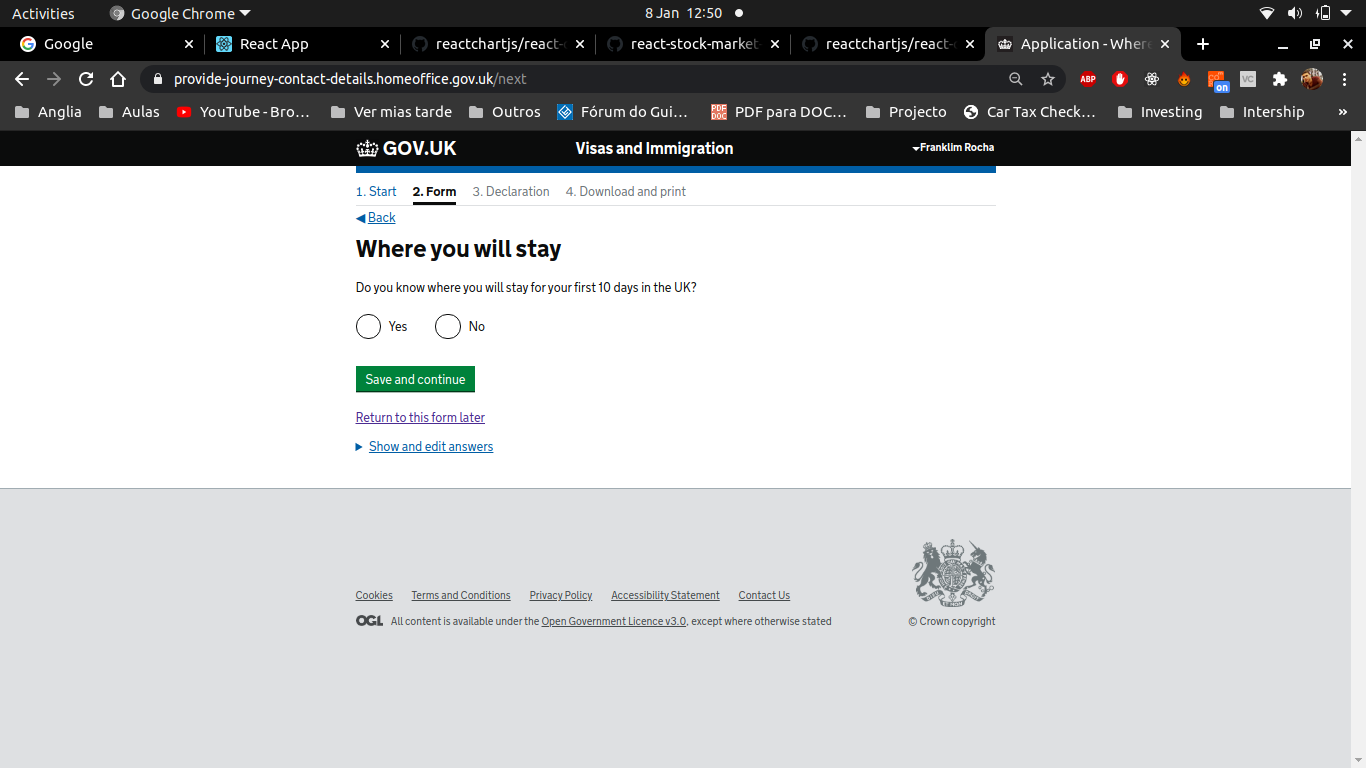 Activities Google Chrome 8 Jan 12:50
Google React App reactchartjs/react- react-stock-market- reactchartjs/react- Application - Where
provide-journey-contact-details.homeoffice.gov.uk/next ABP on VC
Anglia Aulas YouTube - Bro... Ver mias tarde Outros Fórum do Gui... PDF DOC PDF para DOC... Projecto Car Tax Check... Investing Intership »
GOV.UK Visas and Immigration Franklim Rocha
1. Start 2. Form 3. Declaration 4. Download and print
Back
Where you will stay
Do you know where you will stay for your first 10 days in the UK?
Yes No
Save and continue
Return to this form later
Show and edit answers
Cookies Terms and Conditions Privacy Policy Accessibility Statement Contact Us
OGL All content is available under the Open Government Licence v3.0, except where otherwise stated © Crown copyright